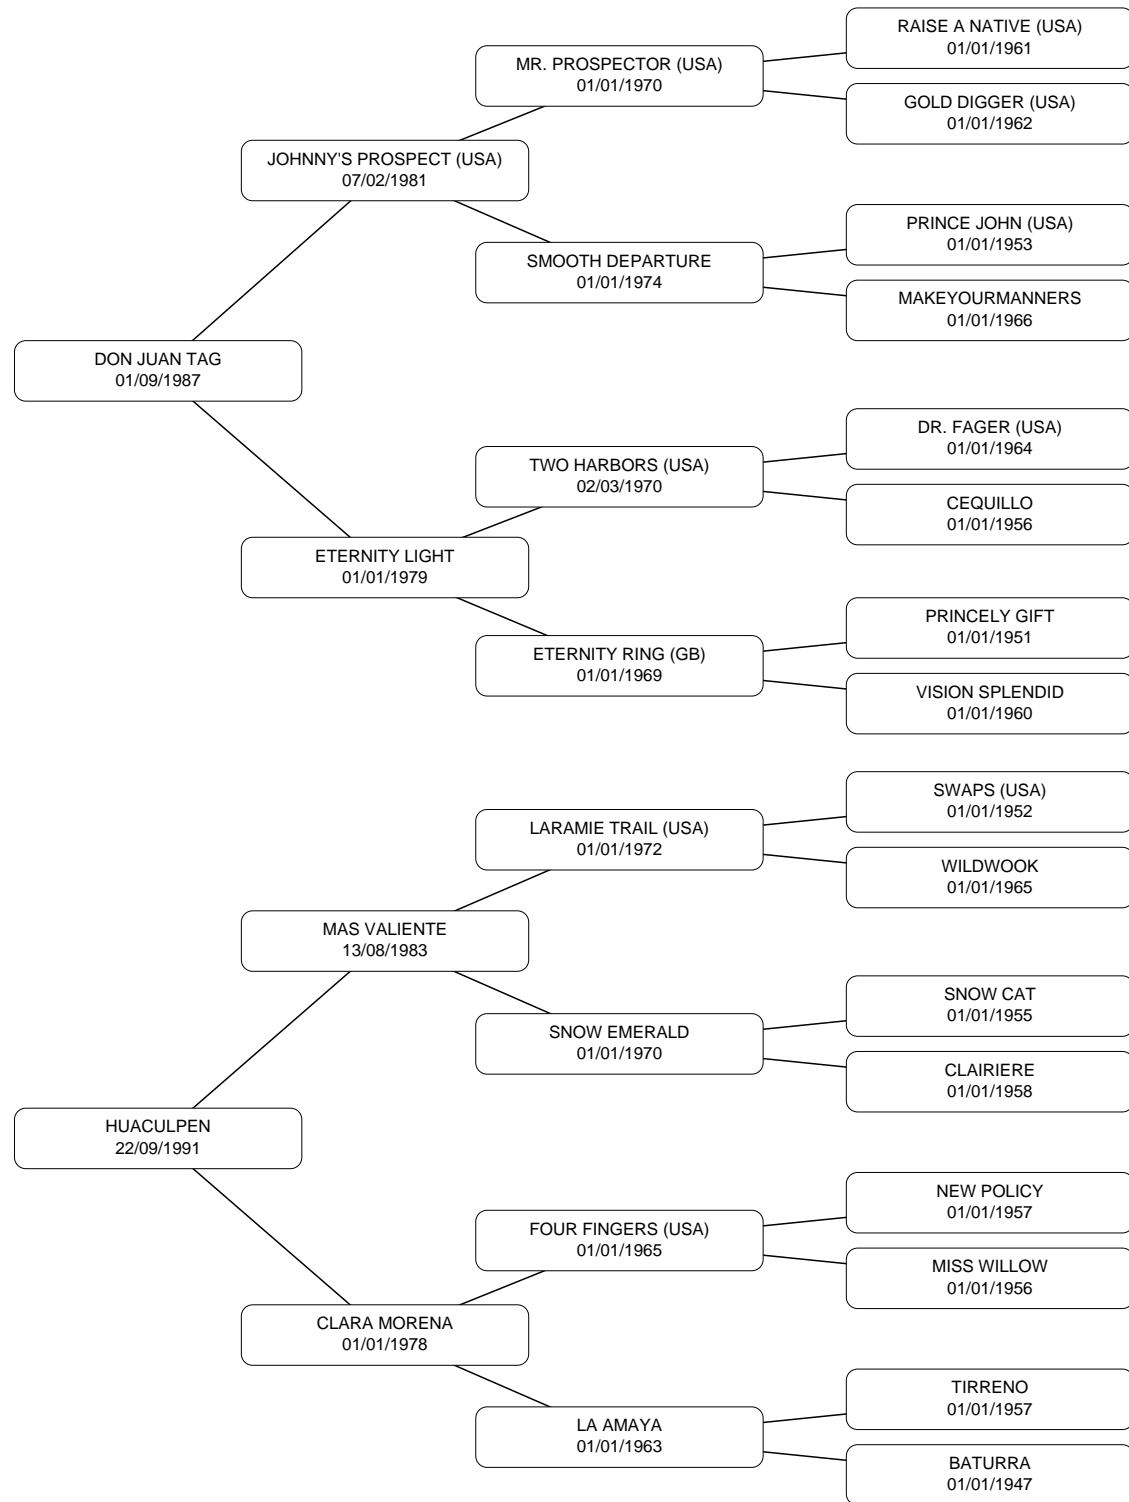 RAISE A NATIVE (USA)
01/01/1961
MR. PROSPECTOR (USA)
01/01/1970
GOLD DIGGER (USA)
01/01/1962
JOHNNY'S PROSPECT (USA)
07/02/1981
PRINCE JOHN (USA)
01/01/1953
SMOOTH DEPARTURE
01/01/1974
MAKEYOURMANNERS
01/01/1966
DON JUAN TAG
01/09/1987
DR. FAGER (USA)
01/01/1964
TWO HARBORS (USA)
02/03/1970
CEQUILLO
01/01/1956
ETERNITY LIGHT
01/01/1979
PRINCELY GIFT
01/01/1951
ETERNITY RING (GB)
01/01/1969
VISION SPLENDID
01/01/1960
SWAPS (USA)
01/01/1952
LARAMIE TRAIL (USA)
01/01/1972
WILDWOOK
01/01/1965
MAS VALIENTE
13/08/1983
SNOW CAT
01/01/1955
SNOW EMERALD
01/01/1970
CLAIRIERE
01/01/1958
HUACULPEN
22/09/1991
NEW POLICY
01/01/1957
FOUR FINGERS (USA)
01/01/1965
MISS WILLOW
01/01/1956
CLARA MORENA
01/01/1978
TIRRENO
01/01/1957
LA AMAYA
01/01/1963
BATURRA
01/01/1947